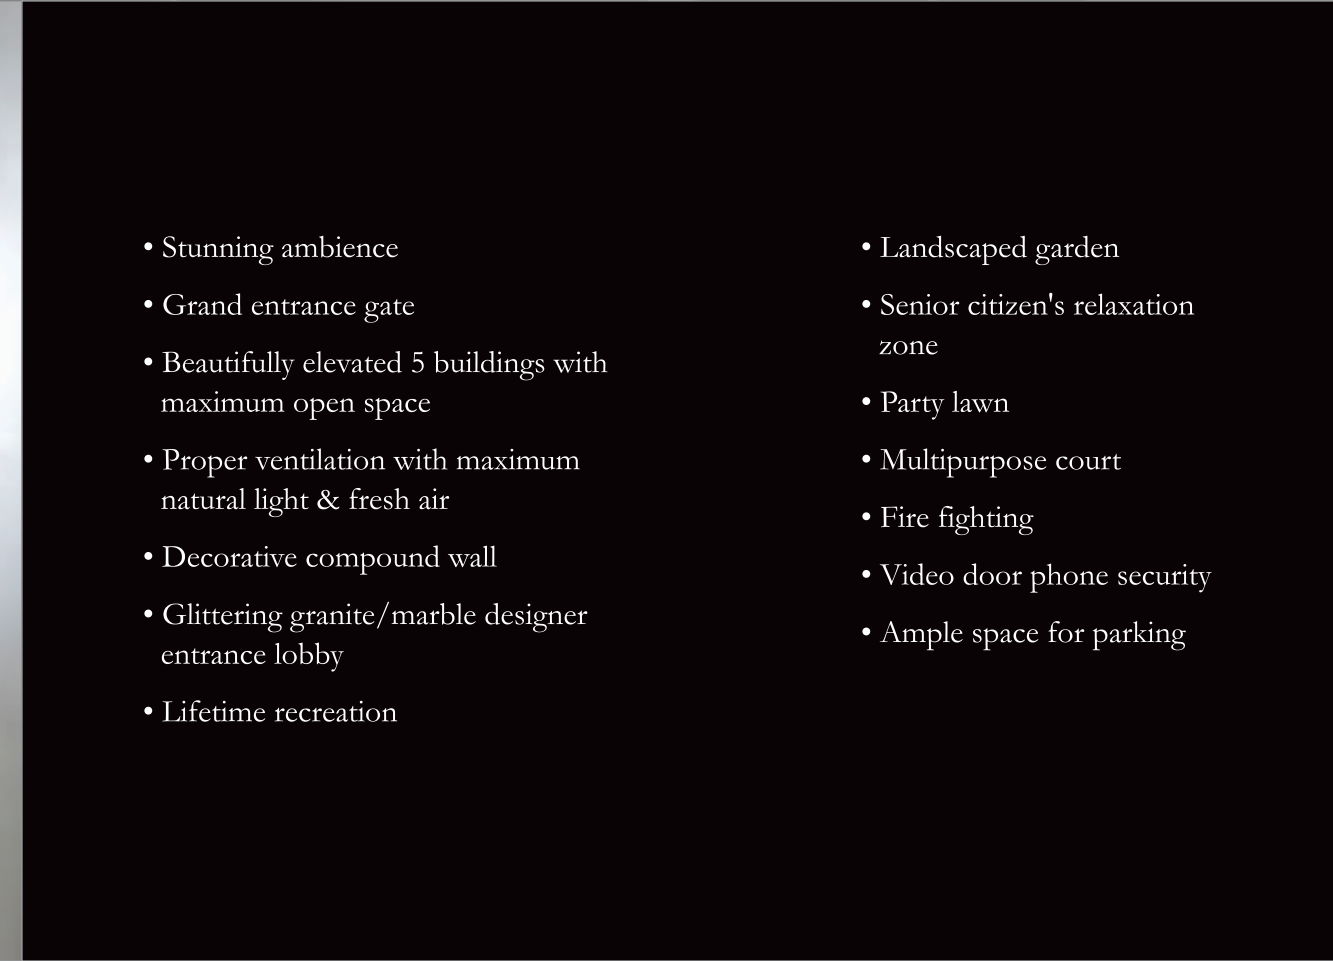 • Stunning ambience
• Grand entrance gate
• Beautifully elevated 5 buildings with
maximum open space
• Proper ventilation with maximum
natural light & fresh air
• Decorative compound wall
• Glittering granite/marble designer
entrance lobby
• Lifetime recreation
• Landscaped garden
• Senior citizen's relaxation
zone
• Party lawn
• Multipurpose court
• Fire fighting
• Video door phone security
• Ample space for parking